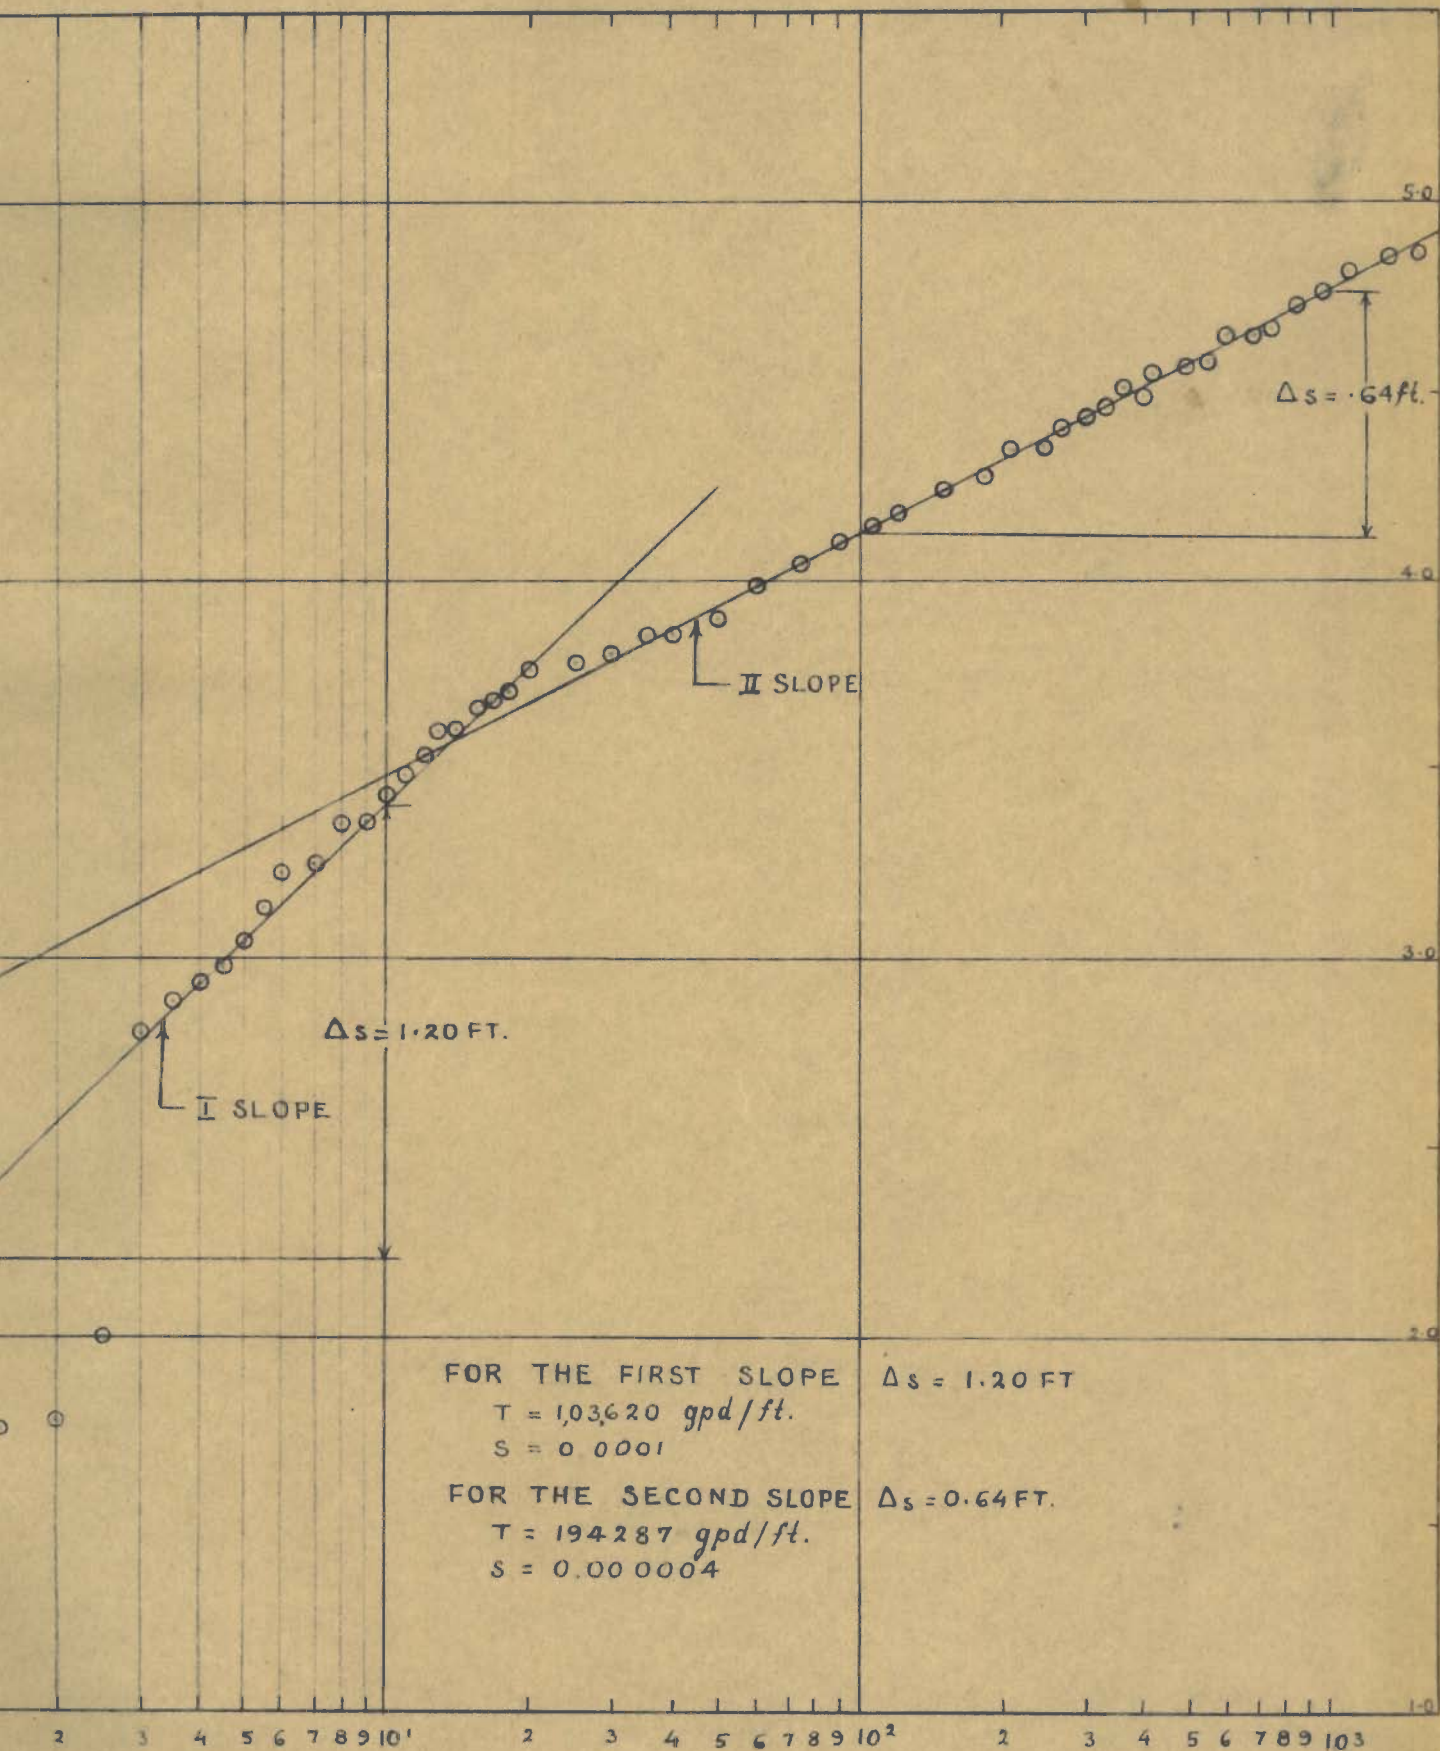 5.0
Δs = .64ft.
4.0
II SLOPE
3.0
Δs = 1.20 FT.
I SLOPE
2.0
FOR THE FIRST SLOPE Δs = 1.20 FT
T = 1,03,620 gpd/ft.
S = 0.0001
FOR THE SECOND SLOPE Δs = 0.64 FT.
T = 194287 gpd/ft.
S = 0.000004
1.0
2 3 4 5 6 7 8 9 10¹ 2 3 4 5 6 7 8 9 10² 2 3 4 5 6 7 8 9 103